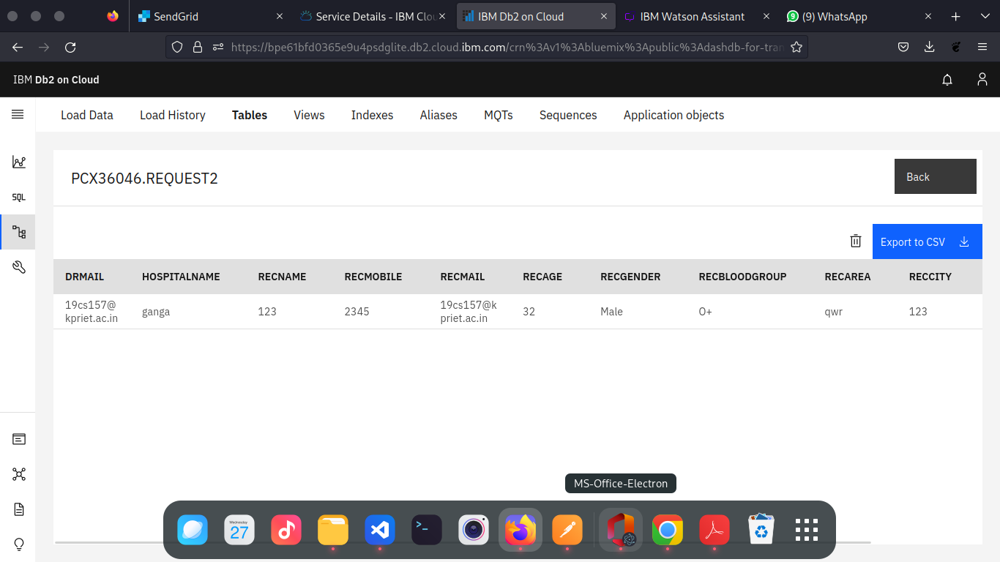 SendGrid
Service Details - IBM Clou
IBM Db2 on Cloud
IBM Watson Assistant
(9) WhatsApp
https://bpe61bfd0365e9u4psdglite.db2.cloud.ibm.com/crn%3Av1%3Abluemix%3Apublic%3Adashdb-for-tran
IBM Db2 on Cloud
Load Data Load History Tables Views Indexes Aliases MQTs Sequences Application objects
SQL
PCX36046.REQUEST2
Back
Export to CSV
DRMAIL HOSPITALNAME RECNAME RECMOBILE RECMAIL RECAGE RECGENDER RECBLOODGROUP RECAREA RECCITY
19cs157@
kpriet.ac.in
ganga
123
2345
19cs157@k
priet.ac.in
32
Male
O+
qwr
123
MS-Office-Electron
Wednesday
27